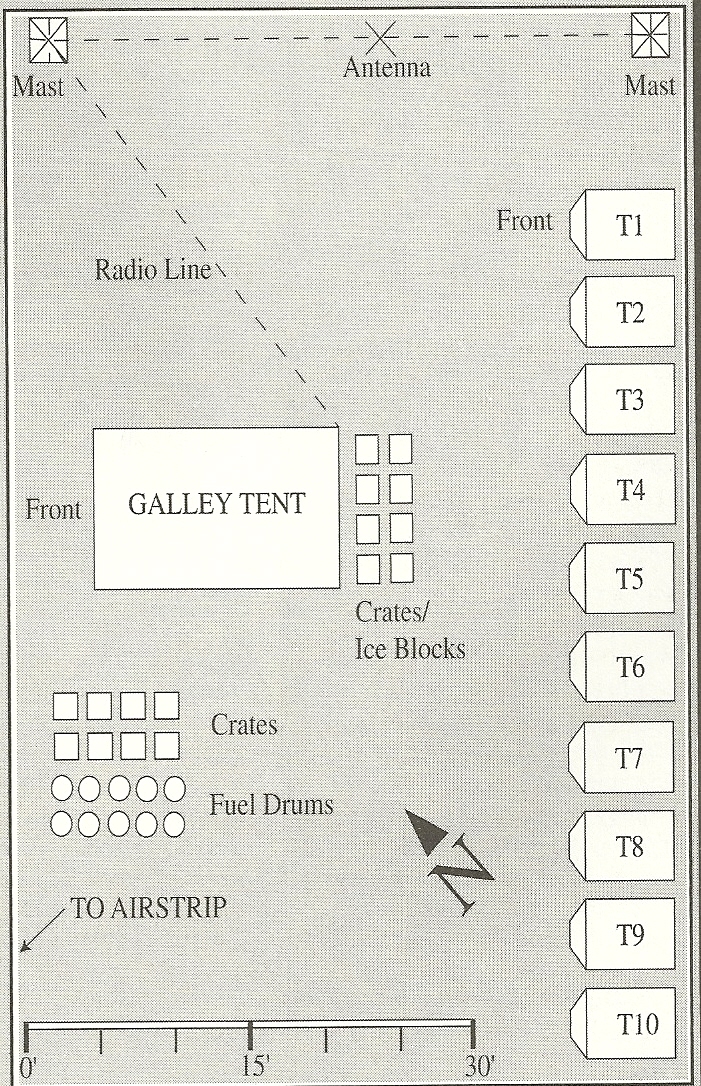 Antenna
Mast
Mast
Front
T1
Radio Line
T2
T3
T4
Front
GALLEY TENT
T5
Crates/
Ice Blocks
T6
Crates
T7
Fuel Drums
T8
N
TO AIRSTRIP
T9
T10
0'
15'
30'